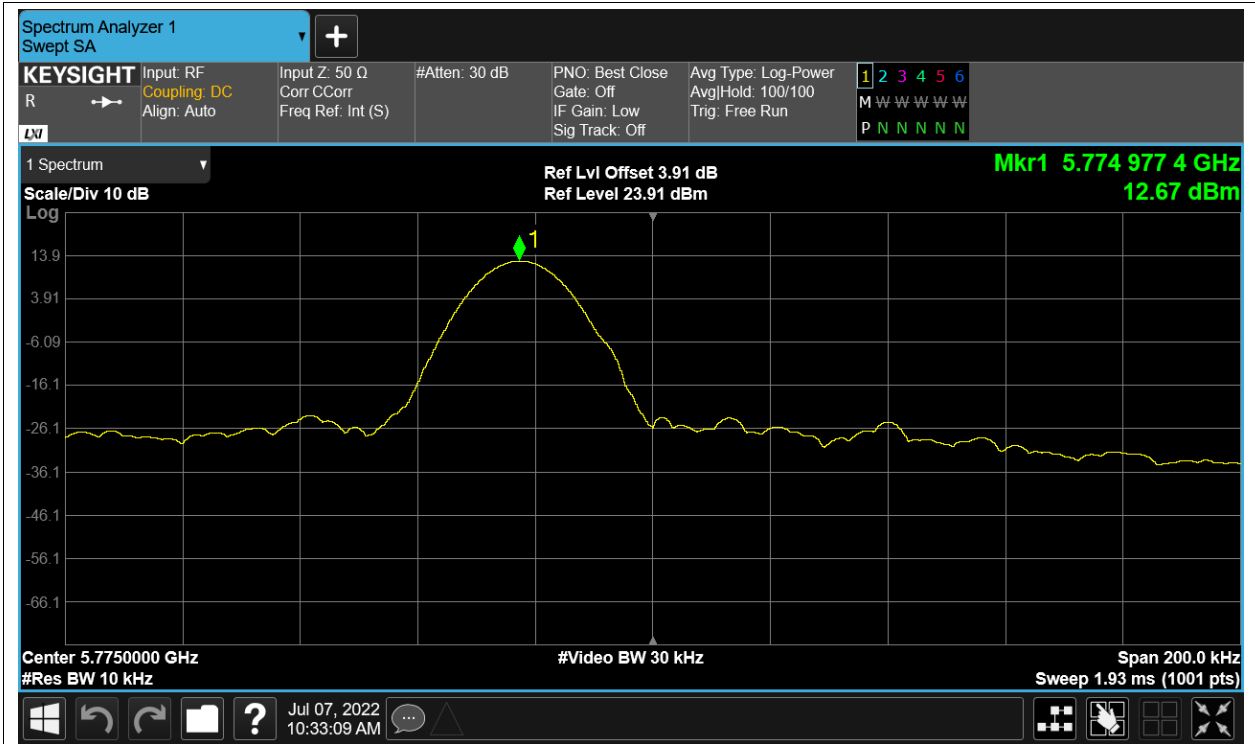 Spectrum Analyzer 1
Swept SA
KEYSIGHT
R
LXI
Input: RF
Coupling: DC
Align: Auto
Input Z: 50 Ω
Corr CCorr
Freq Ref: Int (S)
#Atten: 30 dB
PNO: Best Close
Gate: Off
IF Gain: Low
Sig Track: Off
Avg Type: Log-Power
Avg|Hold: 100/100
Trig: Free Run
1 2 3 4 5 6
M W W W W W
P N N N N N
1 Spectrum
Scale/Div 10 dB
Ref Lvl Offset 3.91 dB
Ref Level 23.91 dBm
Mkr1 5.774 977 4 GHz
12.67 dBm
Log
1
13.9
3.91
-6.09
-16.1
-26.1
-36.1
-46.1
-56.1
-66.1
Center 5.7750000 GHz
#Video BW 30 kHz
Span 200.0 kHz
#Res BW 10 kHz
Sweep 1.93 ms (1001 pts)
?
Jul 07, 2022
10:33:09 AM